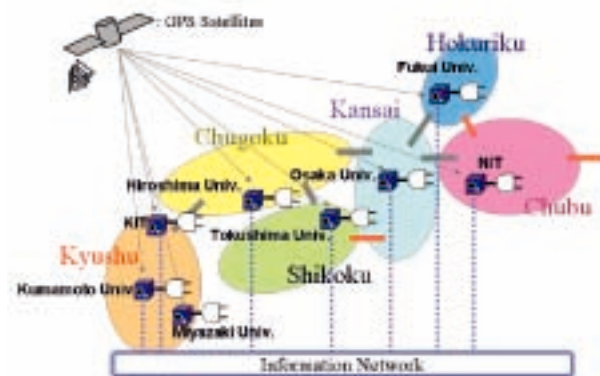 : GPS Satellites
Hokuriku
Fukui Univ.
Kansai
Chugoku
NIT
Osaka Univ.
Hiroshima Univ.
Chubu
KIT
Tokushima Univ.
Kyushu
Shikoku
Kumamoto Univ.
Miyazaki Univ.
Information Network